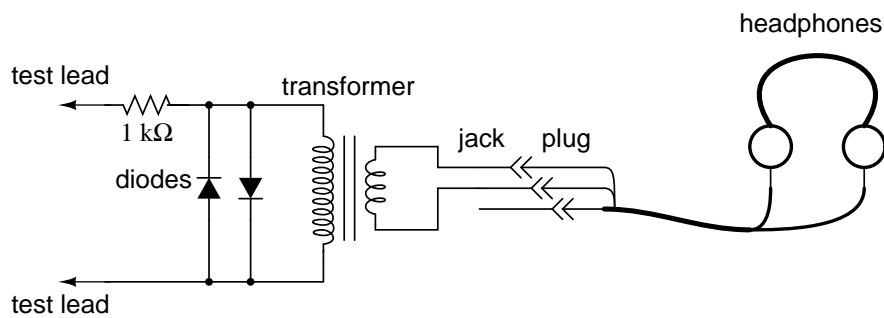 headphones
test lead
transformer
1 kΩ
jack
plug
diodes
test lead